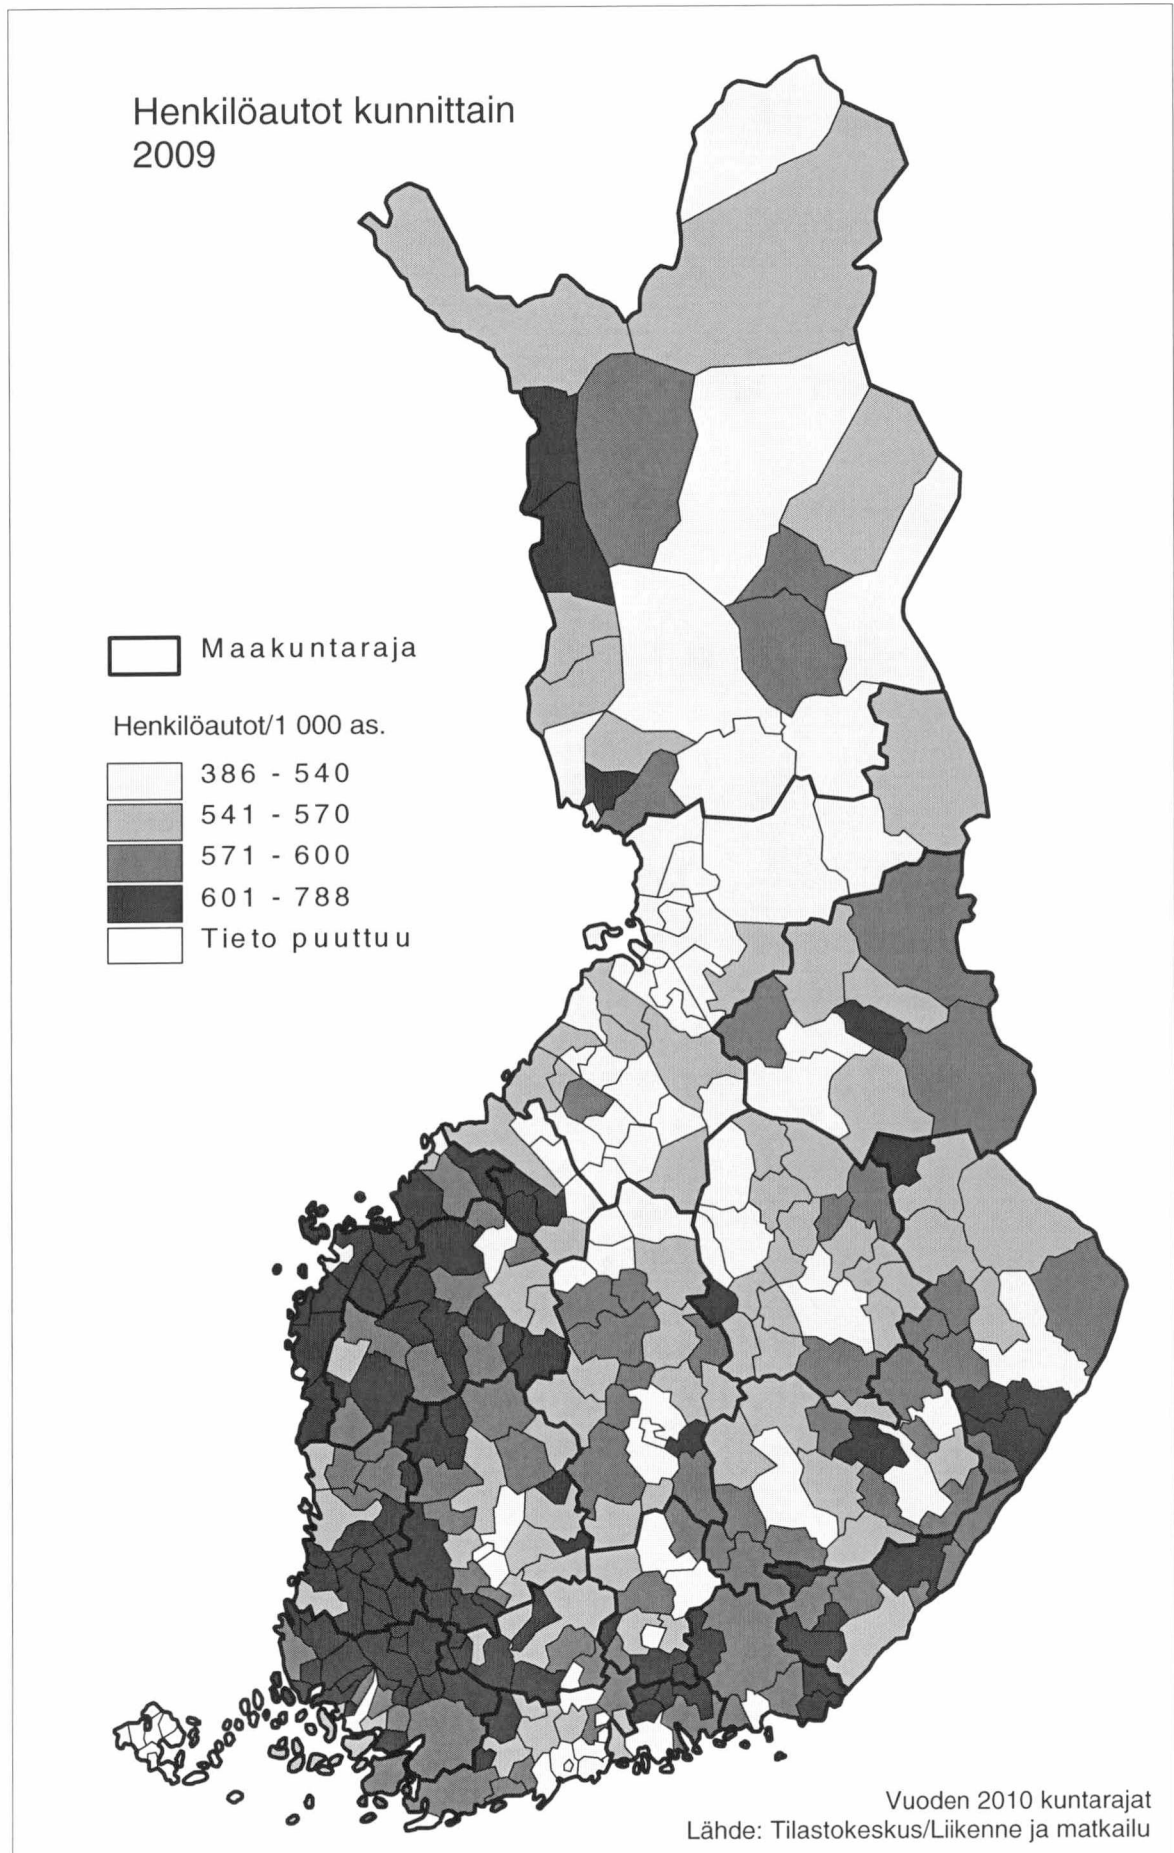 Henkilöautot kunnittain
2009
Maakuntaraja
Henkilöautot/1 000 as.
386 - 540
541 - 570
571 - 600
601 - 788
Tieto puuttuu
Vuoden 2010 kuntarajat
Lähde: Tilastokeskus/Liikenne ja matkailu